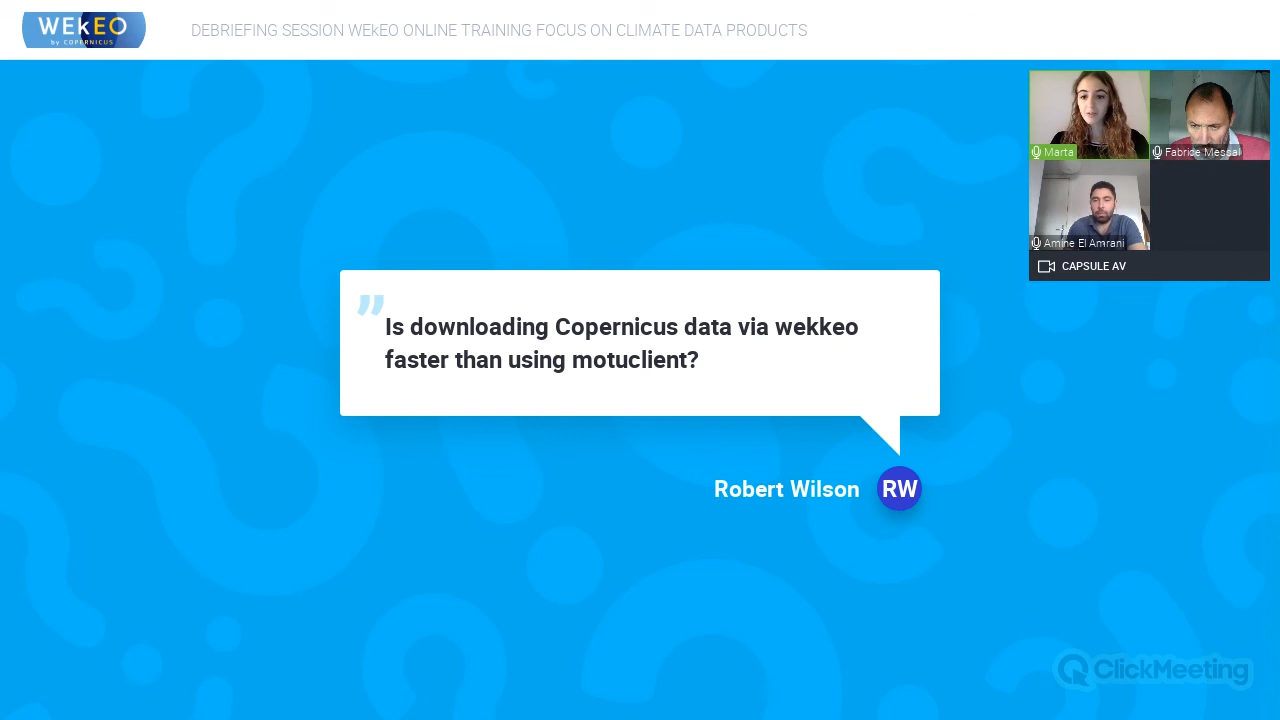 WEkEO
by COPERNICUS
DEBRIEFING SESSION WEkEO ONLINE TRAINING FOCUS ON CLIMATE DATA PRODUCTS
Marta
Fabrice Messal
Amine El Amrani
CAPSULE AV
"
Is downloading Copernicus data via wekkeo
faster than using motuclient?
Robert Wilson
RW
ClickMeeting